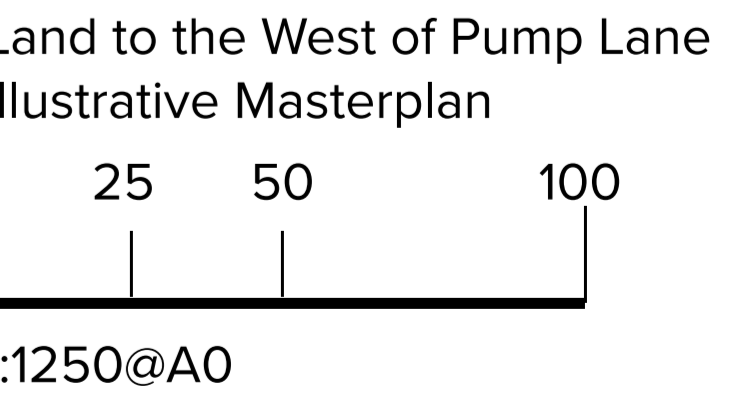 Land to the West of Pump Lane
llustrative Masterplan
25 50 100
:1250@A0